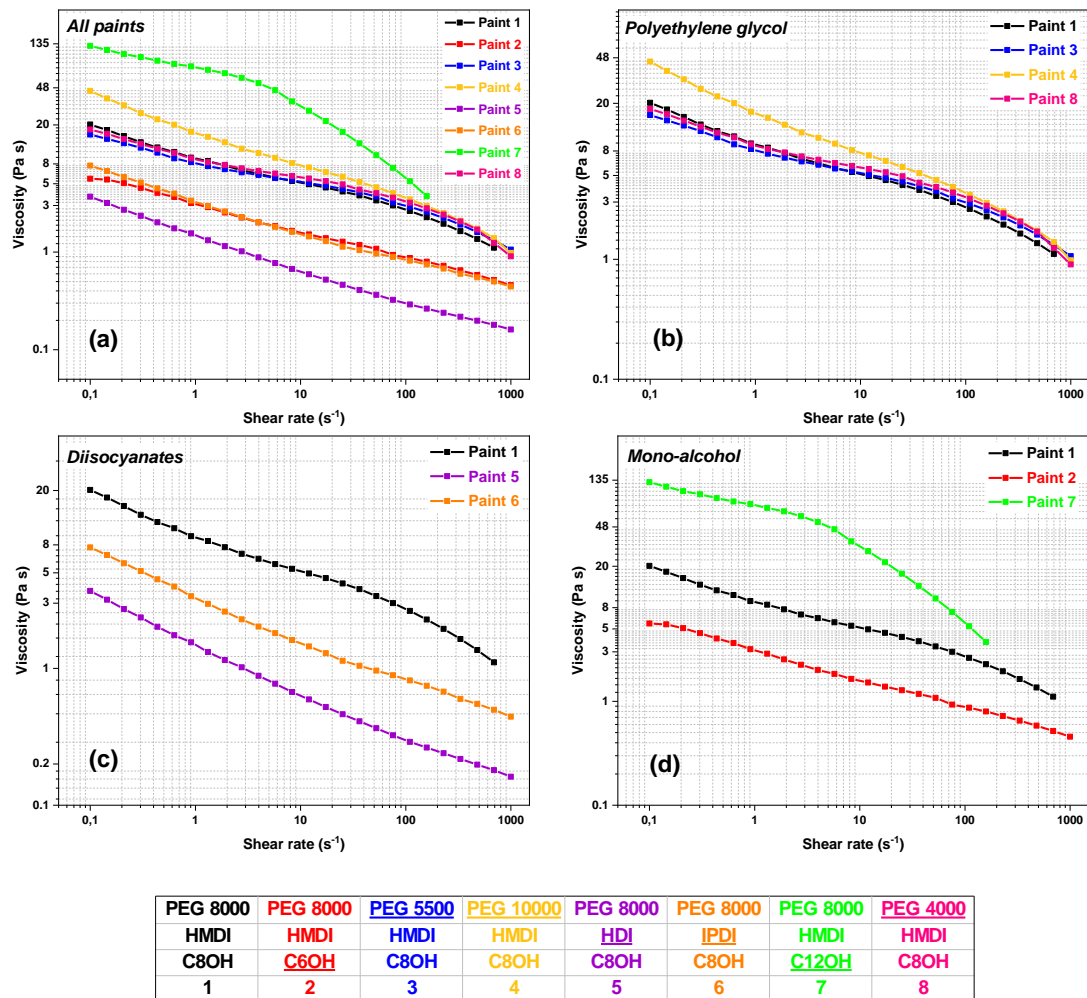 All paints
Paint 1
Paint 2
Paint 3
Paint 4
Paint 5
Paint 6
Paint 7
Paint 8
135
48
20
8
5
3
1
0.1
Viscosity (Pa s)
(a)
0,1
1
10
100
1000
Shear rate (s⁻¹)
Polyethylene glycol
Paint 1
Paint 3
Paint 4
Paint 8
48
20
8
5
3
1
0.1
Viscosity (Pa s)
(b)
0,1
1
10
100
1000
Shear rate (s⁻¹)
Diisocyanates
Paint 1
Paint 5
Paint 6
20
8
5
3
1
0.2
0.1
Viscosity (Pa s)
(c)
0,1
1
10
100
1000
Shear rate (s⁻¹)
Mono-alcohol
Paint 1
Paint 2
Paint 7
135
48
20
8
5
3
1
0.1
Viscosity (Pa s)
(d)
0,1
1
10
100
1000
Shear rate (s⁻¹)
PEG 8000 PEG 8000 PEG 5500 PEG 10000 PEG 8000 PEG 8000 PEG 8000 PEG 4000
HMDI HMDI HMDI HMDI HDI IPDI HMDI HMDI
C8OH C6OH C8OH C8OH C8OH C8OH C12OH C8OH
1 2 3 4 5 6 7 8